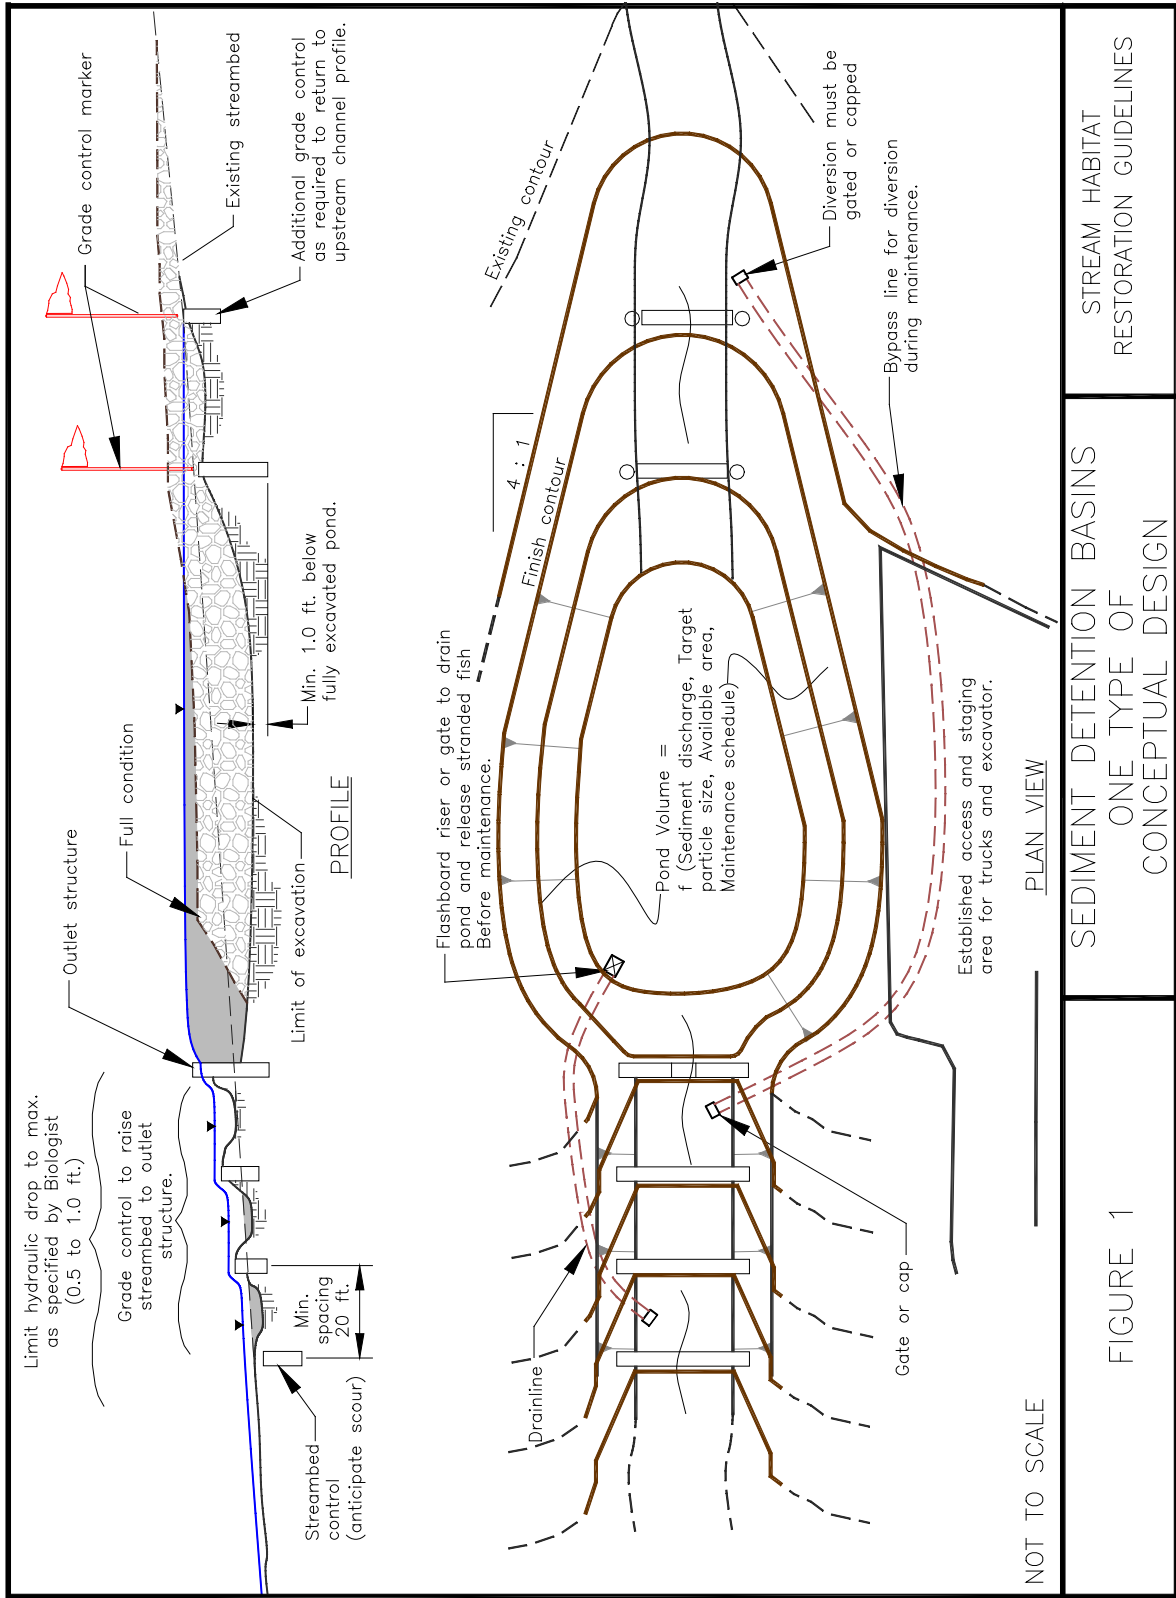 Limit hydraulic drop to max.
as specified by Biologist
(0.5 to 1.0 ft.)
Grade control to raise
streambed to outlet
structure.
Outlet structure
Full condition
Grade control marker
Existing streambed
Additional grade control
as required to return to
upstream channel profile.
Streambed
control
(anticipate scour)
Min.
spacing
20 ft.
Limit of excavation
Min. 1.0 ft. below
fully excavated pond.
PROFILE
Flashboard riser or gate to drain
pond and release stranded fish
Before maintenance.
Existing contour
4 : 1
Finish contour
Drainline
Pond Volume =
f (Sediment discharge, Target
particle size, Available area,
Maintenance schedule)
Diversion must be
gated or capped
Bypass line for diversion
during maintenance.
Gate or cap
Established access and staging
area for trucks and excavator.
PLAN VIEW
NOT TO SCALE
FIGURE 1
SEDIMENT DETENTION BASINS
ONE TYPE OF
CONCEPTUAL DESIGN
STREAM HABITAT
RESTORATION GUIDELINES